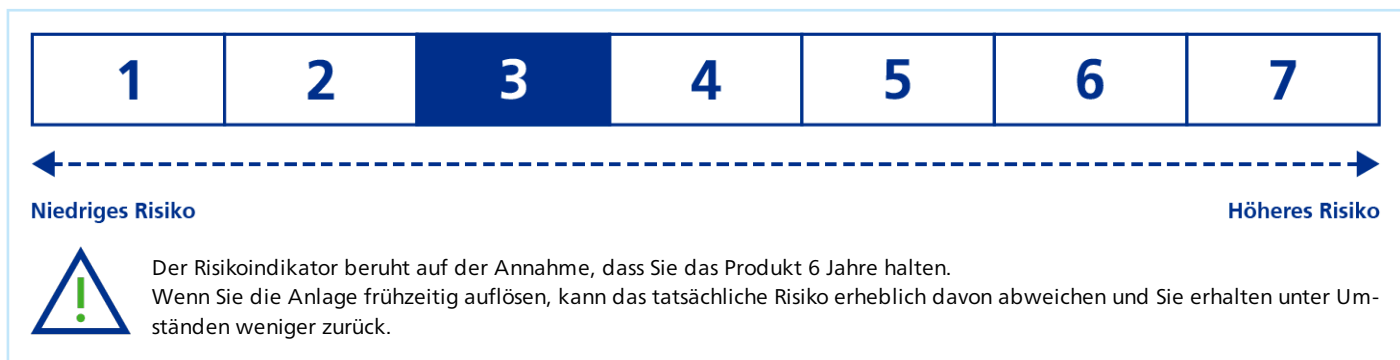 1 2 3 4 5 6 7
Niedriges Risiko Höheres Risiko
Der Risikoindikator beruht auf der Annahme, dass Sie das Produkt 6 Jahre halten.
Wenn Sie die Anlage frühzeitig auflösen, kann das tatsächliche Risiko erheblich davon abweichen und Sie erhalten unter Um-
ständen weniger zurück.